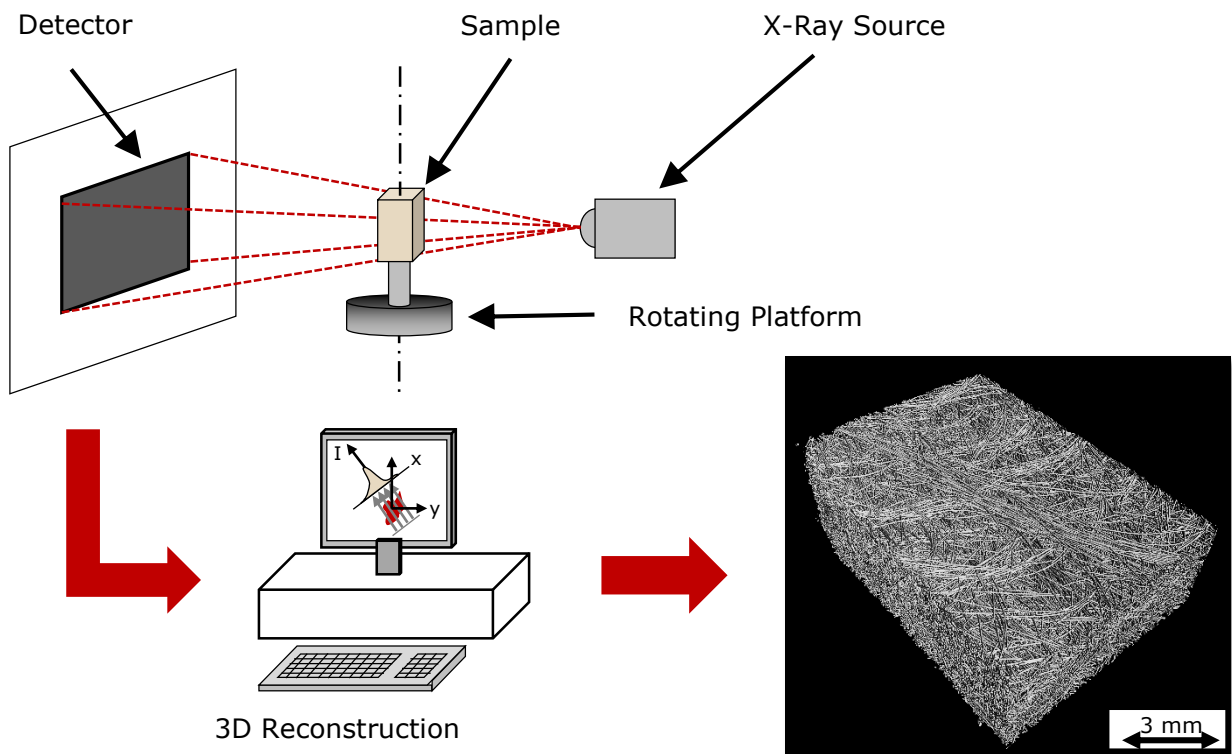 Detector
Sample
X-Ray Source
Rotating Platform
I
x
y
3D Reconstruction
3 mm